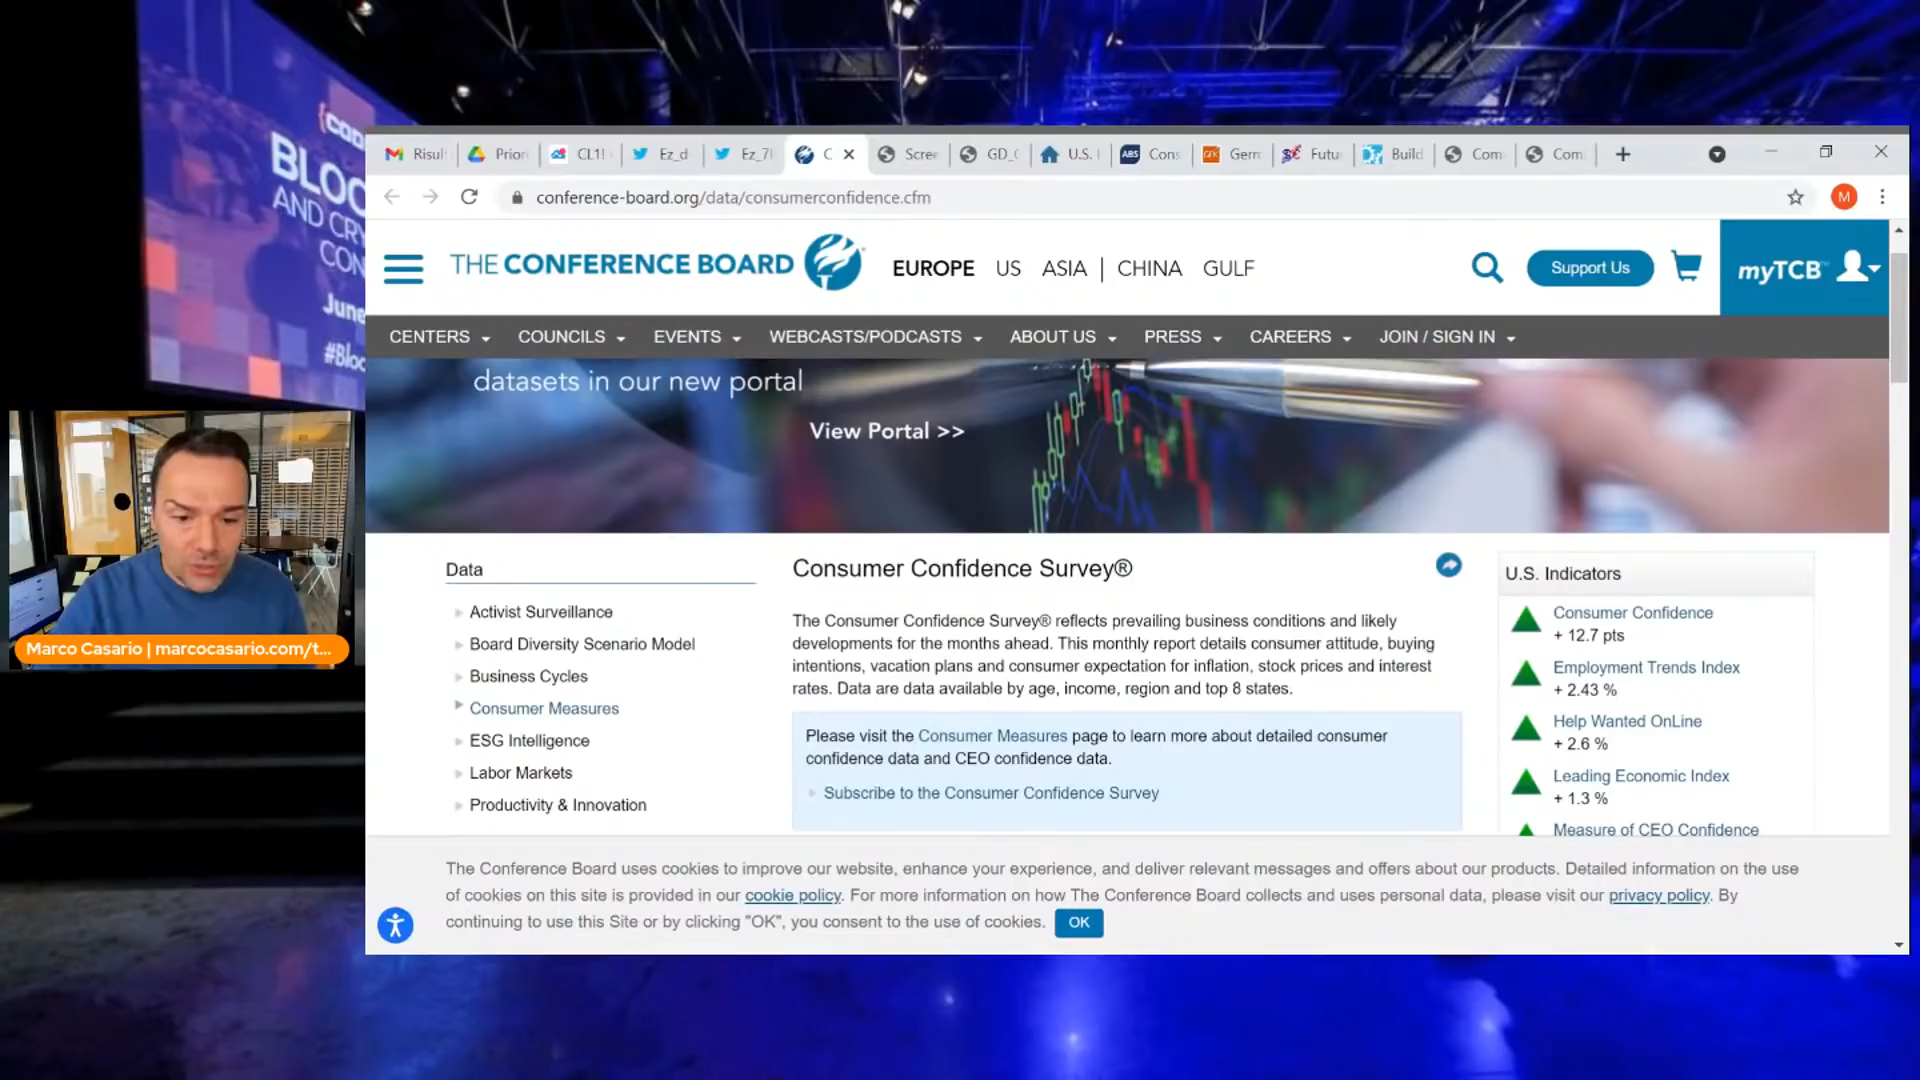 {cod
BLOC
AND CRY
CON
June
#Bloc
Marco Casario | marcocasario.com/t...
Risul
Prior
CL1!
Ez_d
Ez_7
C
Scree
GD_
U.S.
ABS
Cons
GFK
Germ
Futu
Build
Com
Com
conference-board.org/data/consumerconfidence.cfm
M
THE CONFERENCE BOARD
EUROPE US ASIA | CHINA GULF
Support Us
myTCB™
CENTERS COUNCILS EVENTS WEBCASTS/PODCASTS ABOUT US PRESS CAREERS JOIN / SIGN IN
datasets in our new portal
View Portal >>
Data
Activist Surveillance
Board Diversity Scenario Model
Business Cycles
Consumer Measures
ESG Intelligence
Labor Markets
Productivity & Innovation
Consumer Confidence Survey®
The Consumer Confidence Survey® reflects prevailing business conditions and likely
developments for the months ahead. This monthly report details consumer attitude, buying
intentions, vacation plans and consumer expectation for inflation, stock prices and interest
rates. Data are data available by age, income, region and top 8 states.
Please visit the Consumer Measures page to learn more about detailed consumer
confidence data and CEO confidence data.
Subscribe to the Consumer Confidence Survey
U.S. Indicators
Consumer Confidence
+ 12.7 pts
Employment Trends Index
+ 2.43 %
Help Wanted OnLine
+ 2.6 %
Leading Economic Index
+ 1.3 %
Measure of CEO Confidence
The Conference Board uses cookies to improve our website, enhance your experience, and deliver relevant messages and offers about our products. Detailed information on the use
of cookies on this site is provided in our cookie policy. For more information on how The Conference Board collects and uses personal data, please visit our privacy policy. By
continuing to use this Site or by clicking "OK", you consent to the use of cookies. OK